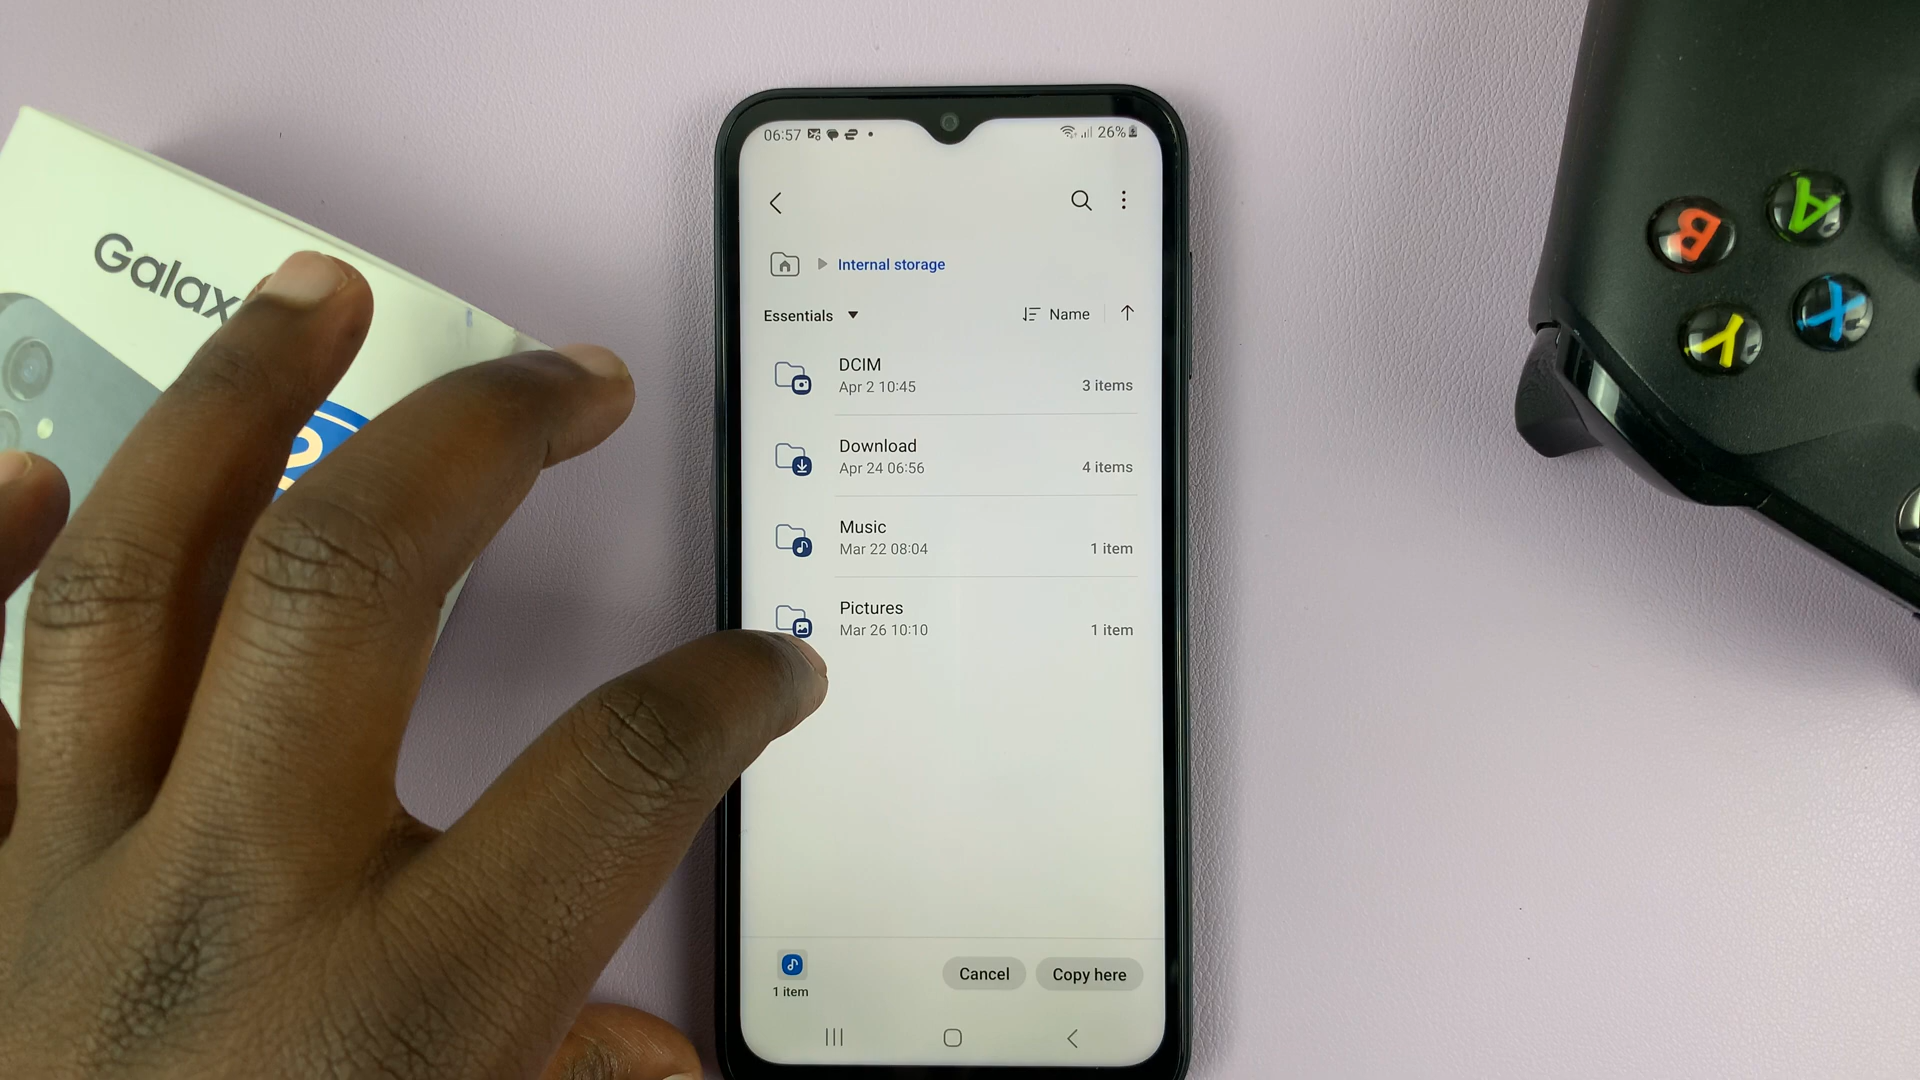 Galax
06:57
26%
Internal storage
Essentials
Name
DCIM
Apr 2 10:45
3 items
Download
Apr 24 06:56
4 items
Music
Mar 22 08:04
1 item
Pictures
Mar 26 10:10
1 item
1 item
Cancel
Copy here
B
A
Y
X